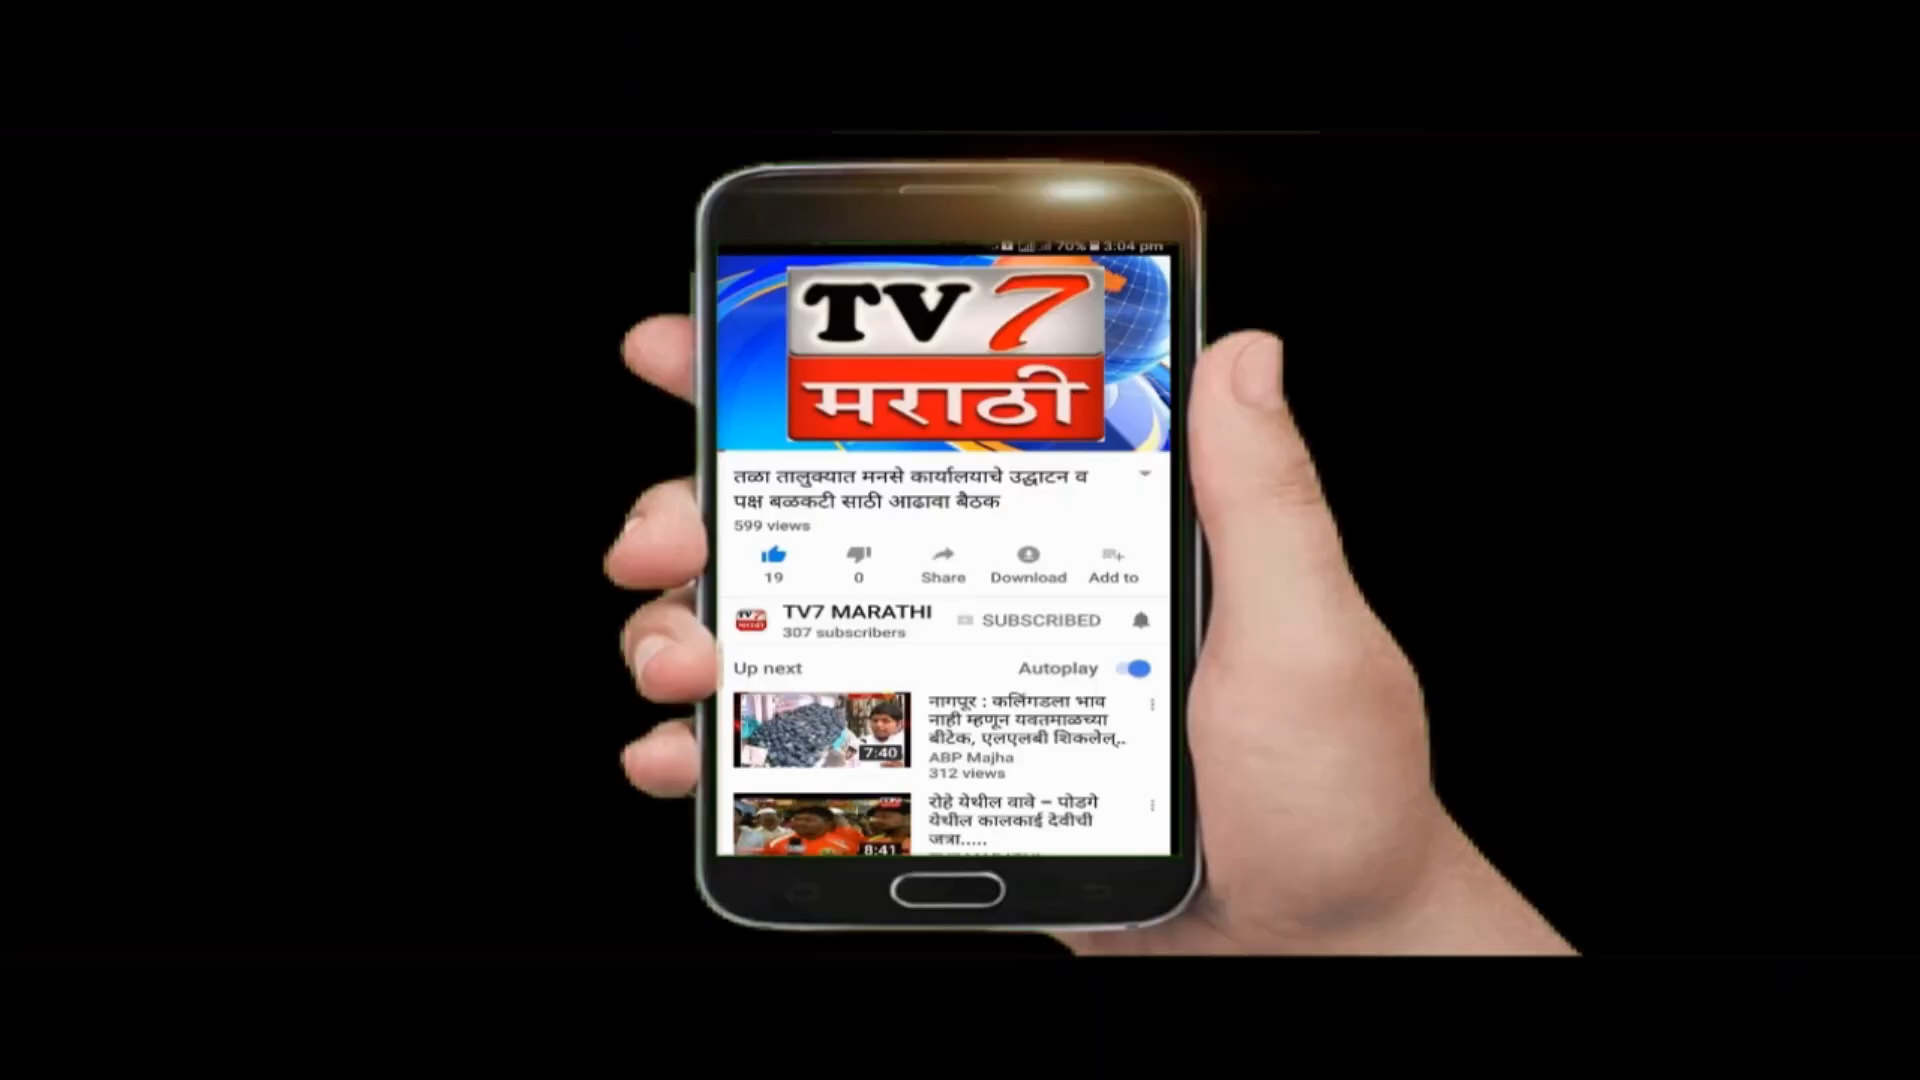 70% 3:04 pm
TV7
मराठी
तळा तालुक्यात मनसे कार्यालयाचे उद्घाटन व
पक्ष बळकटी साठी आढावा बैठक
599 views
19 0 Share Download Add to
TV7 MARATHI
307 subscribers
SUBSCRIBED
Up next Autoplay
नागपूर : कलिंगडला भाव
नाही म्हणून यवतमाळच्या
बीटेक, एलएलबी शिकलेल्..
ABP Majha
312 views
7:40
रोहे येथील वावे – पोडगे
येथील कालकाई देवीची
जत्रा.....
8:41